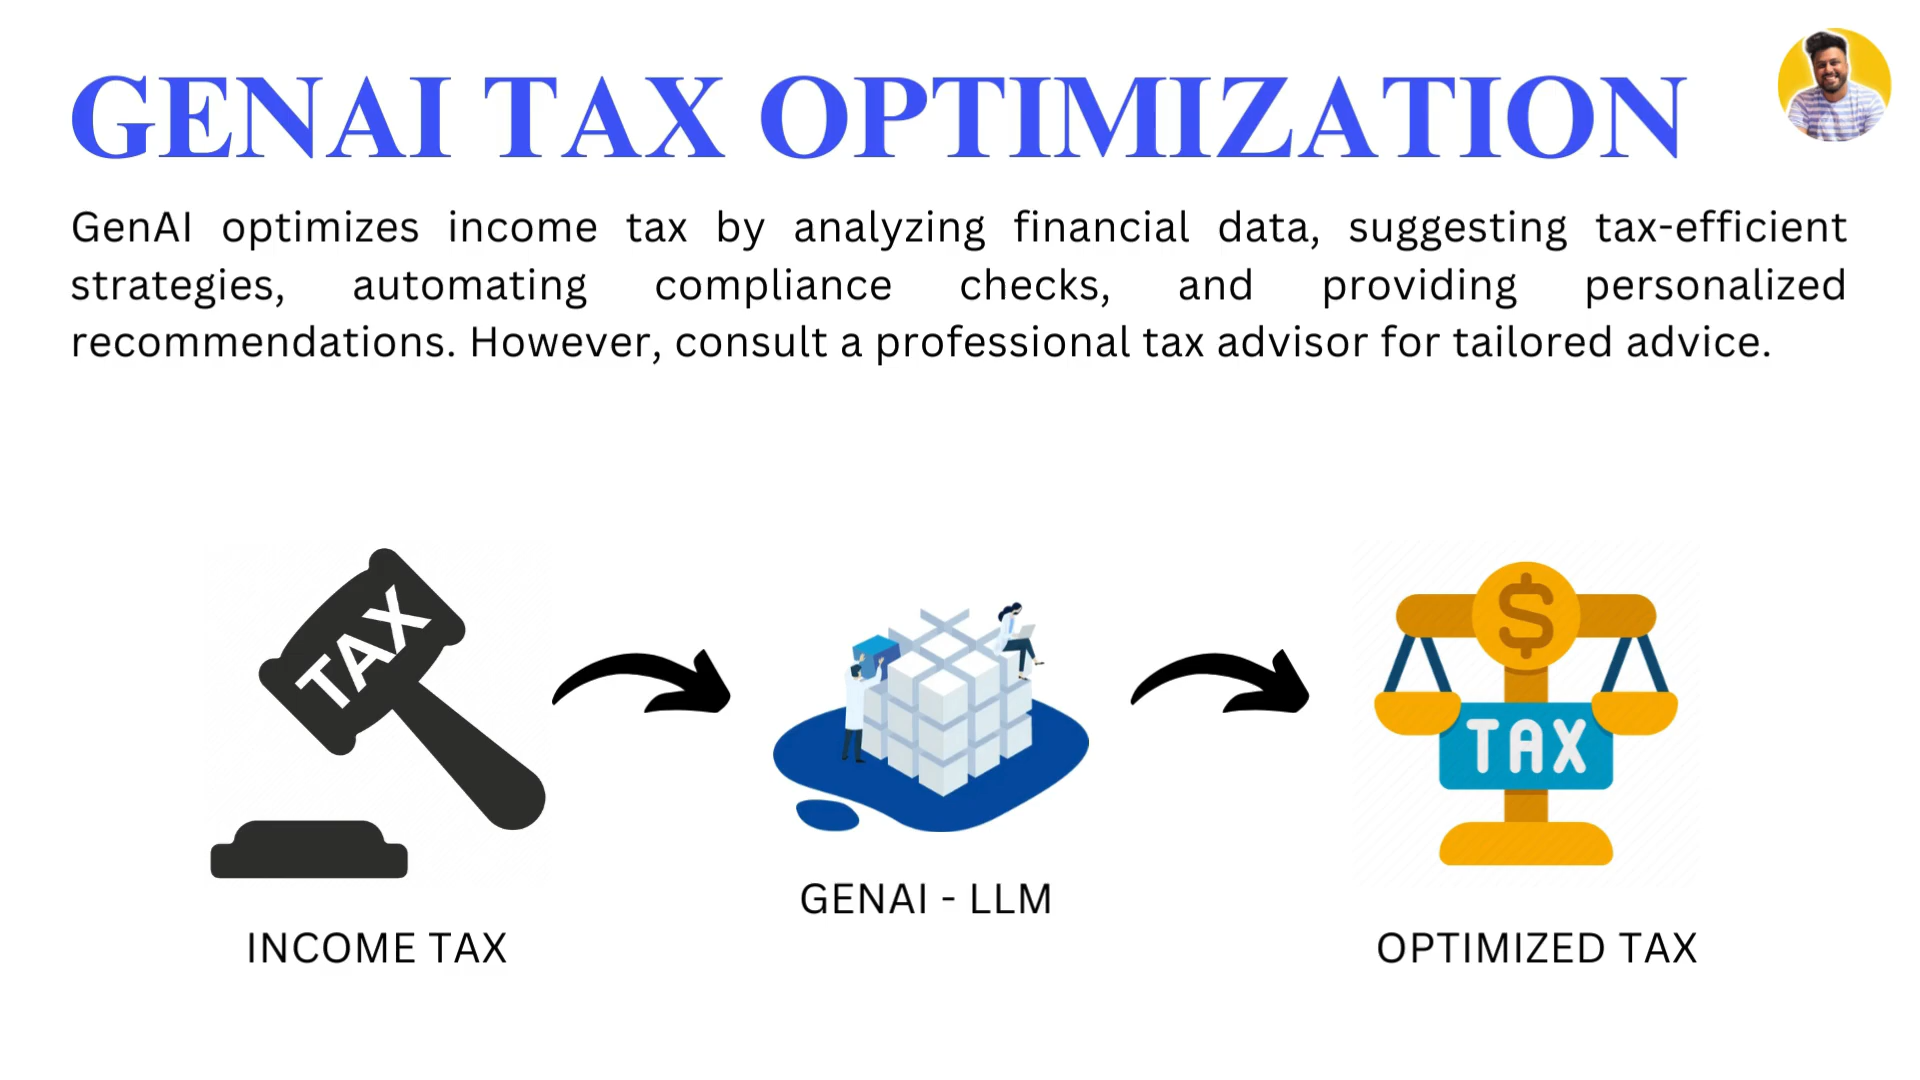 GENAI TAX OPTIMIZATION
GenAI optimizes income tax by analyzing financial data, suggesting tax-efficient
strategies, automating compliance checks, and providing personalized
recommendations. However, consult a professional tax advisor for tailored advice.
TAX
$
TAX
GENAI - LLM
INCOME TAX
OPTIMIZED TAX